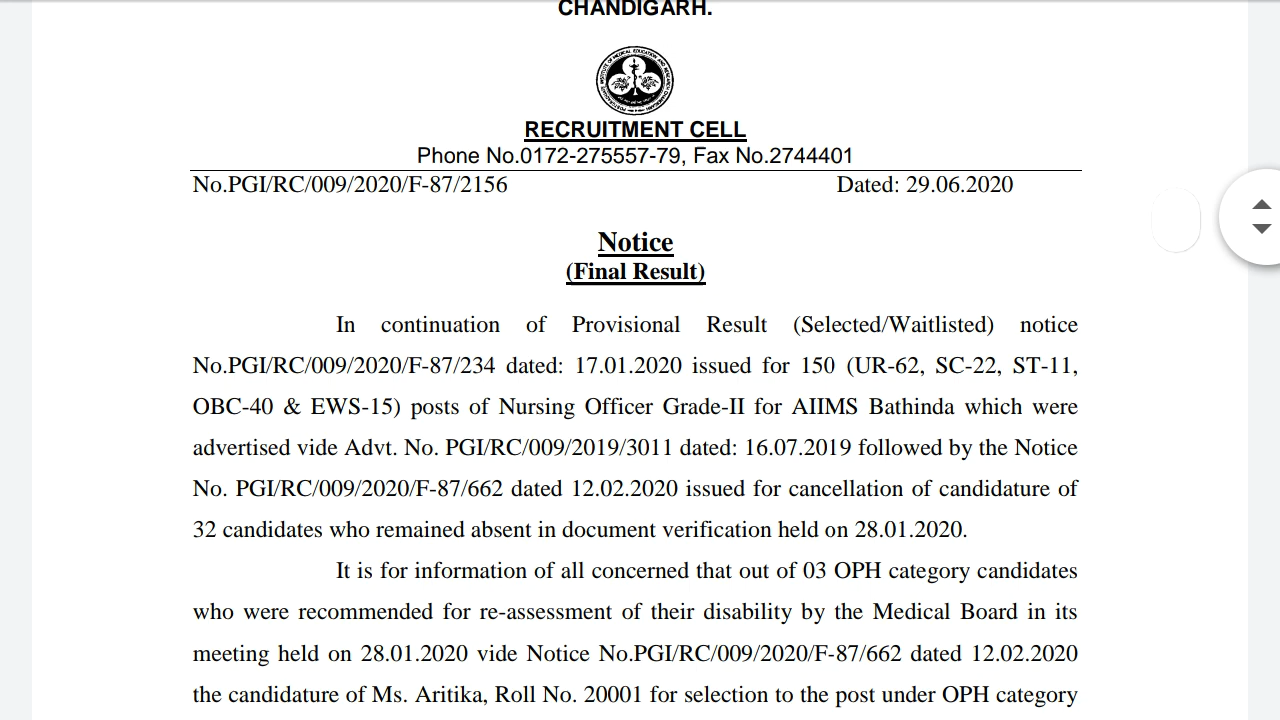 CHANDIGARH.
RECRUITMENT CELL
Phone No.0172-275557-79, Fax No.2744401
No.PGI/RC/009/2020/F-87/2156 Dated: 29.06.2020
Notice
(Final Result)
In continuation of Provisional Result (Selected/Waitlisted) notice
No.PGI/RC/009/2020/F-87/234 dated: 17.01.2020 issued for 150 (UR-62, SC-22, ST-11,
OBC-40 & EWS-15) posts of Nursing Officer Grade-II for AIIMS Bathinda which were
advertised vide Advt. No. PGI/RC/009/2019/3011 dated: 16.07.2019 followed by the Notice
No. PGI/RC/009/2020/F-87/662 dated 12.02.2020 issued for cancellation of candidature of
32 candidates who remained absent in document verification held on 28.01.2020.
It is for information of all concerned that out of 03 OPH category candidates
who were recommended for re-assessment of their disability by the Medical Board in its
meeting held on 28.01.2020 vide Notice No.PGI/RC/009/2020/F-87/662 dated 12.02.2020
the candidature of Ms. Aritika, Roll No. 20001 for selection to the post under OPH category